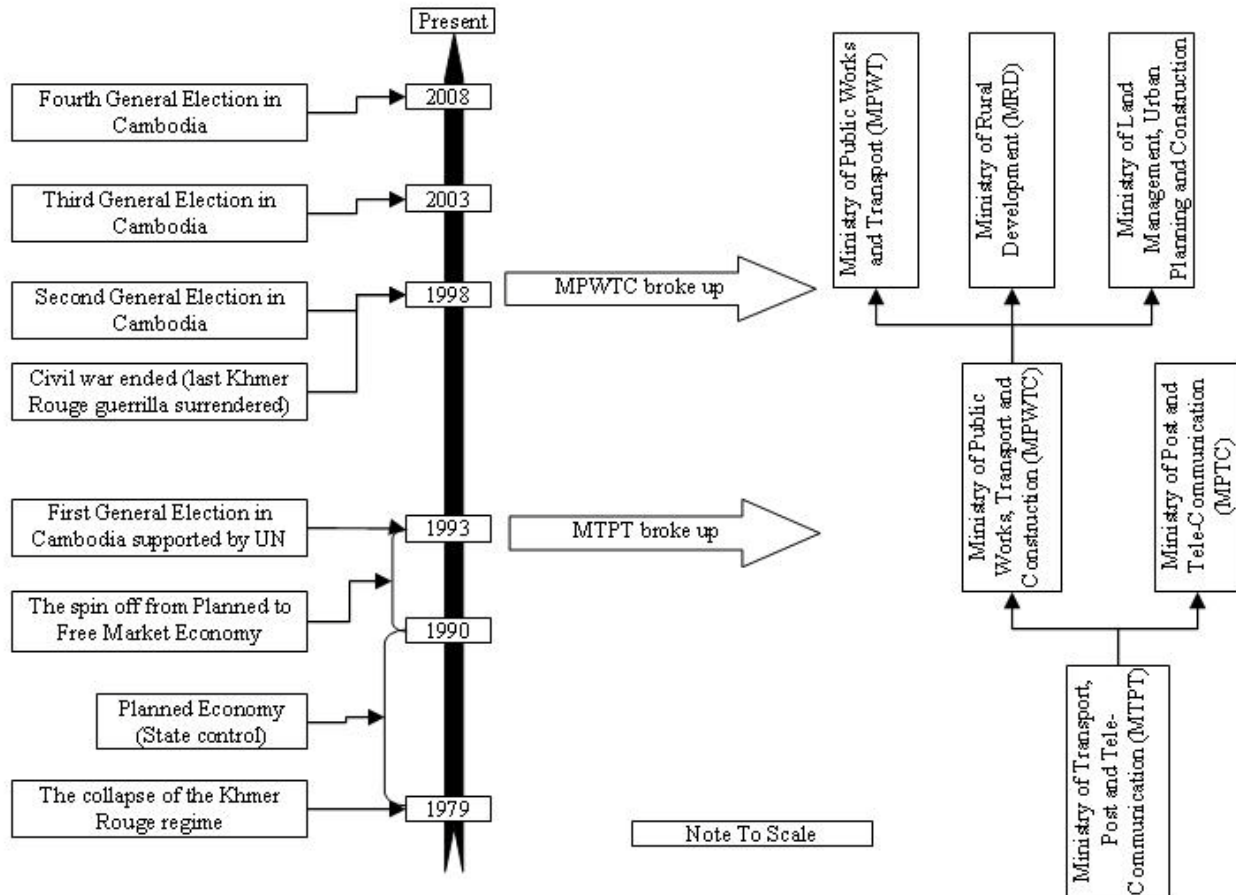 Present
Fourth General Election in
Cambodia
2008
Third General Election in
Cambodia
2003
Second General Election in
Cambodia
1998
Civil war ended (last Khmer
Rouge guerrilla surrendered)
First General Election in
Cambodia supported by UN
1993
The spin off from Planned to
Free Market Economy
1990
Planned Economy
(State control)
The collapse of the Khmer
Rouge regime
1979
MPWTC broke up
MTPT broke up
Note To Scale
Ministry of Public Works
and Transport (MPWT)
Ministry of Rural
Development (MRD)
Ministry of Land
Management, Urban
Planning and Construction
Ministry of Public
Works, Transport and
Construction (MPWTC)
Ministry of Post and
Tele-Communication
(MPTC)
Ministry of Transport,
Post and Tele-
Communication (MTPT)